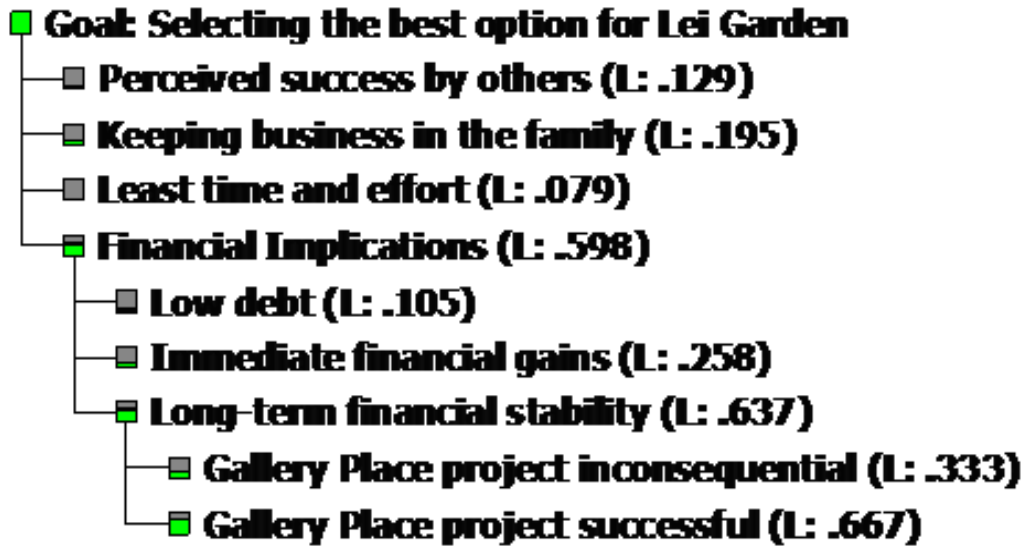 Goal: Selecting the best option for Lei Garden
Perceived success by others (L: .129)
Keeping business in the family (L: .195)
Least time and effort (L: .079)
Financial Implications (L: .598)
Low debt (L: .105)
Immediate financial gains (L: .258)
Long-term financial stability (L: .637)
Gallery Place project inconsequential (L: .333)
Gallery Place project successful (L: .667)